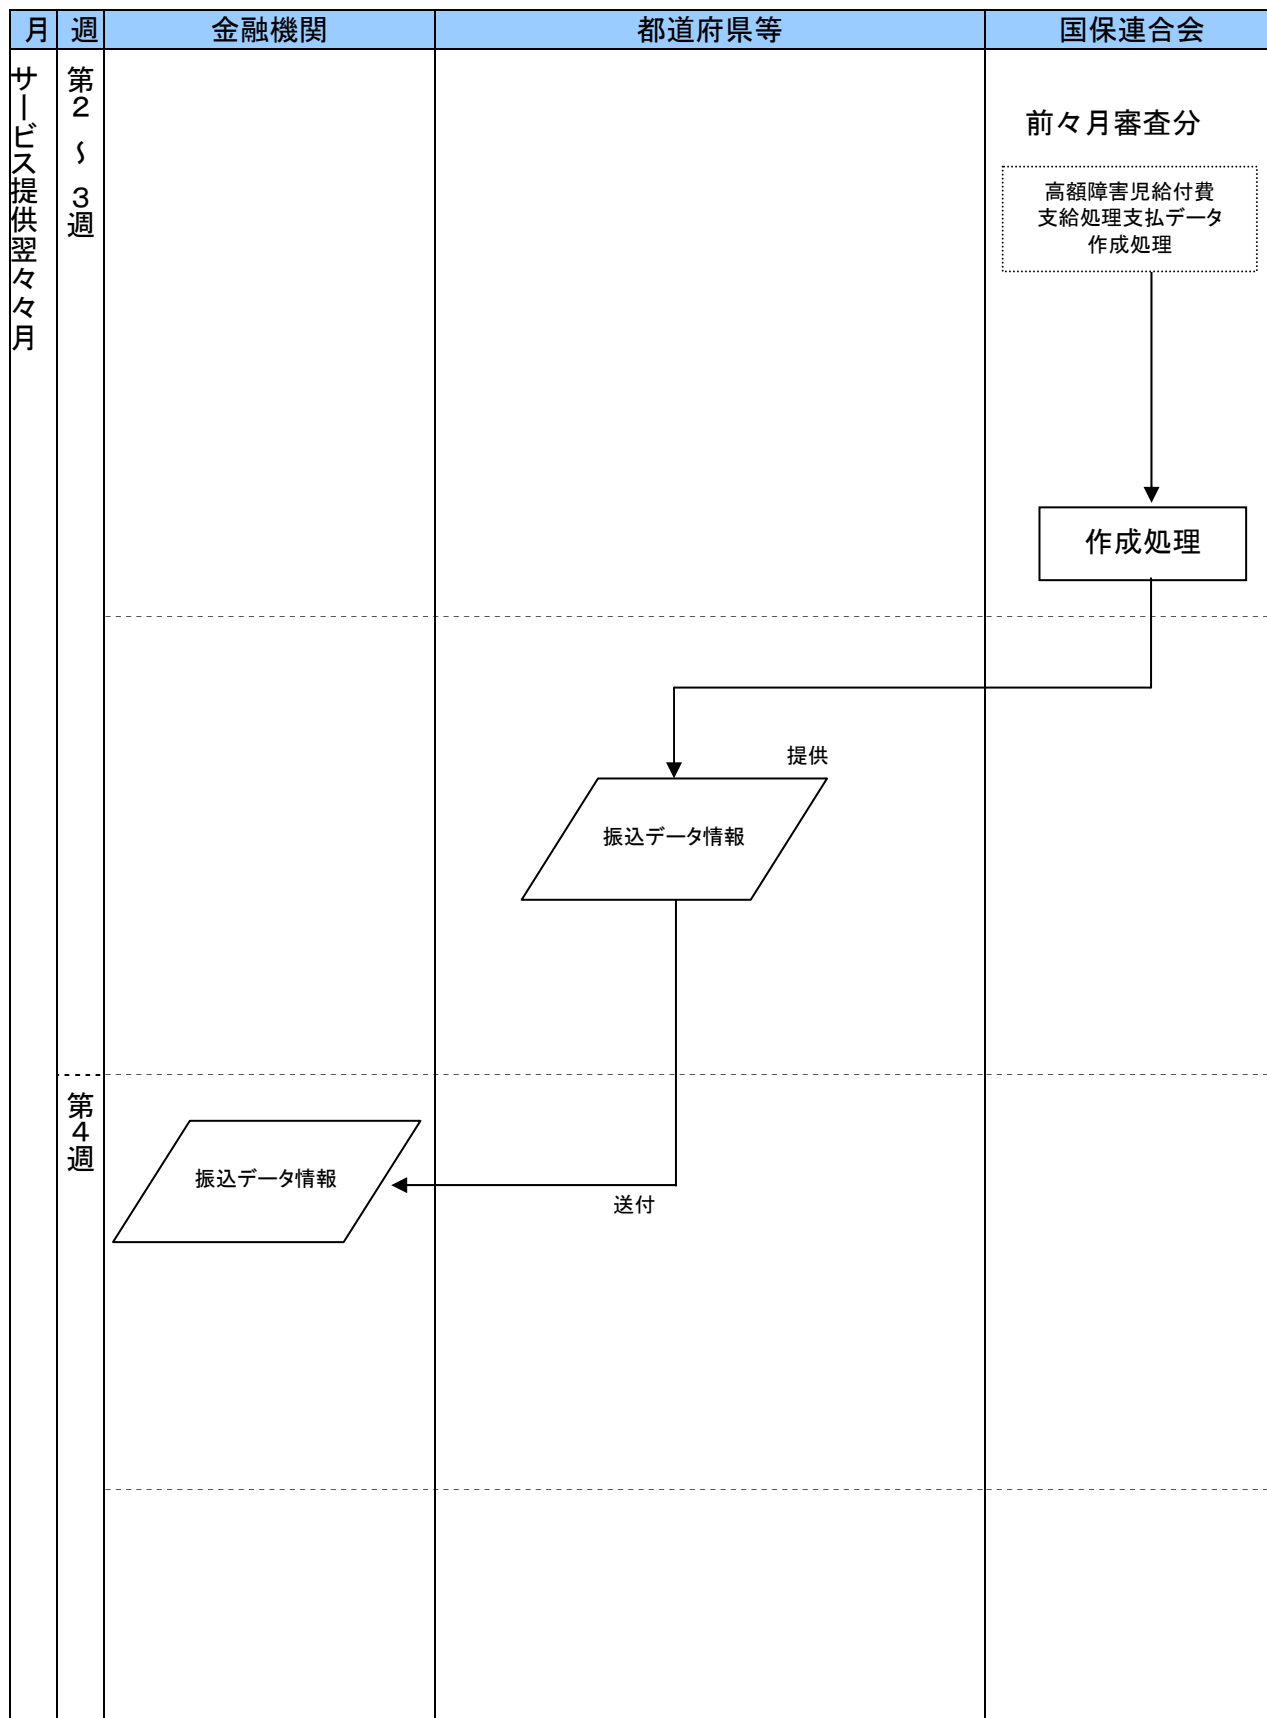 月 週 金融機関 都道府県等 国保連合会
サービス提供翌々々月
第2～3週
前々月審査分
高額障害児給付費
支給処理支払データ
作成処理
作成処理
提供
振込データ情報
第4週
振込データ情報
送付